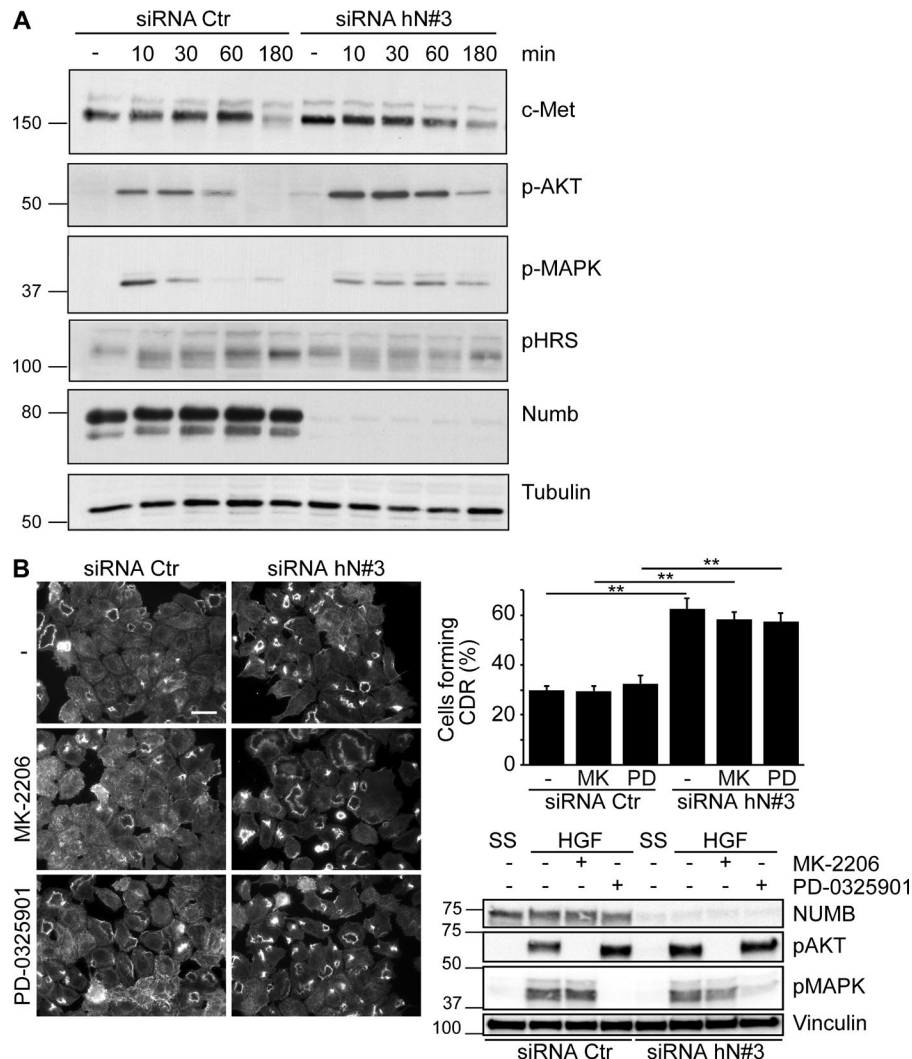 A
siRNA Ctr siRNA hN#3
- 10 30 60 180 - 10 30 60 180 min
150 c-Met
50 p-AKT
37 p-MAPK
100 pHRS
80 Numb
50 Tubulin
B
siRNA Ctr siRNA hN#3
-
MK-2206
PD-0325901
** ** **
Cells forming
CDR (%)
60
40
20
0
- MK PD - MK PD
siRNA Ctr siRNA hN#3
SS HGF SS HGF
- - + - - - + - MK-2206
- - - + - - - + PD-0325901
75 NUMB
75 pAKT
50
pMAPK
37
100 Vinculin
siRNA Ctr siRNA hN#3